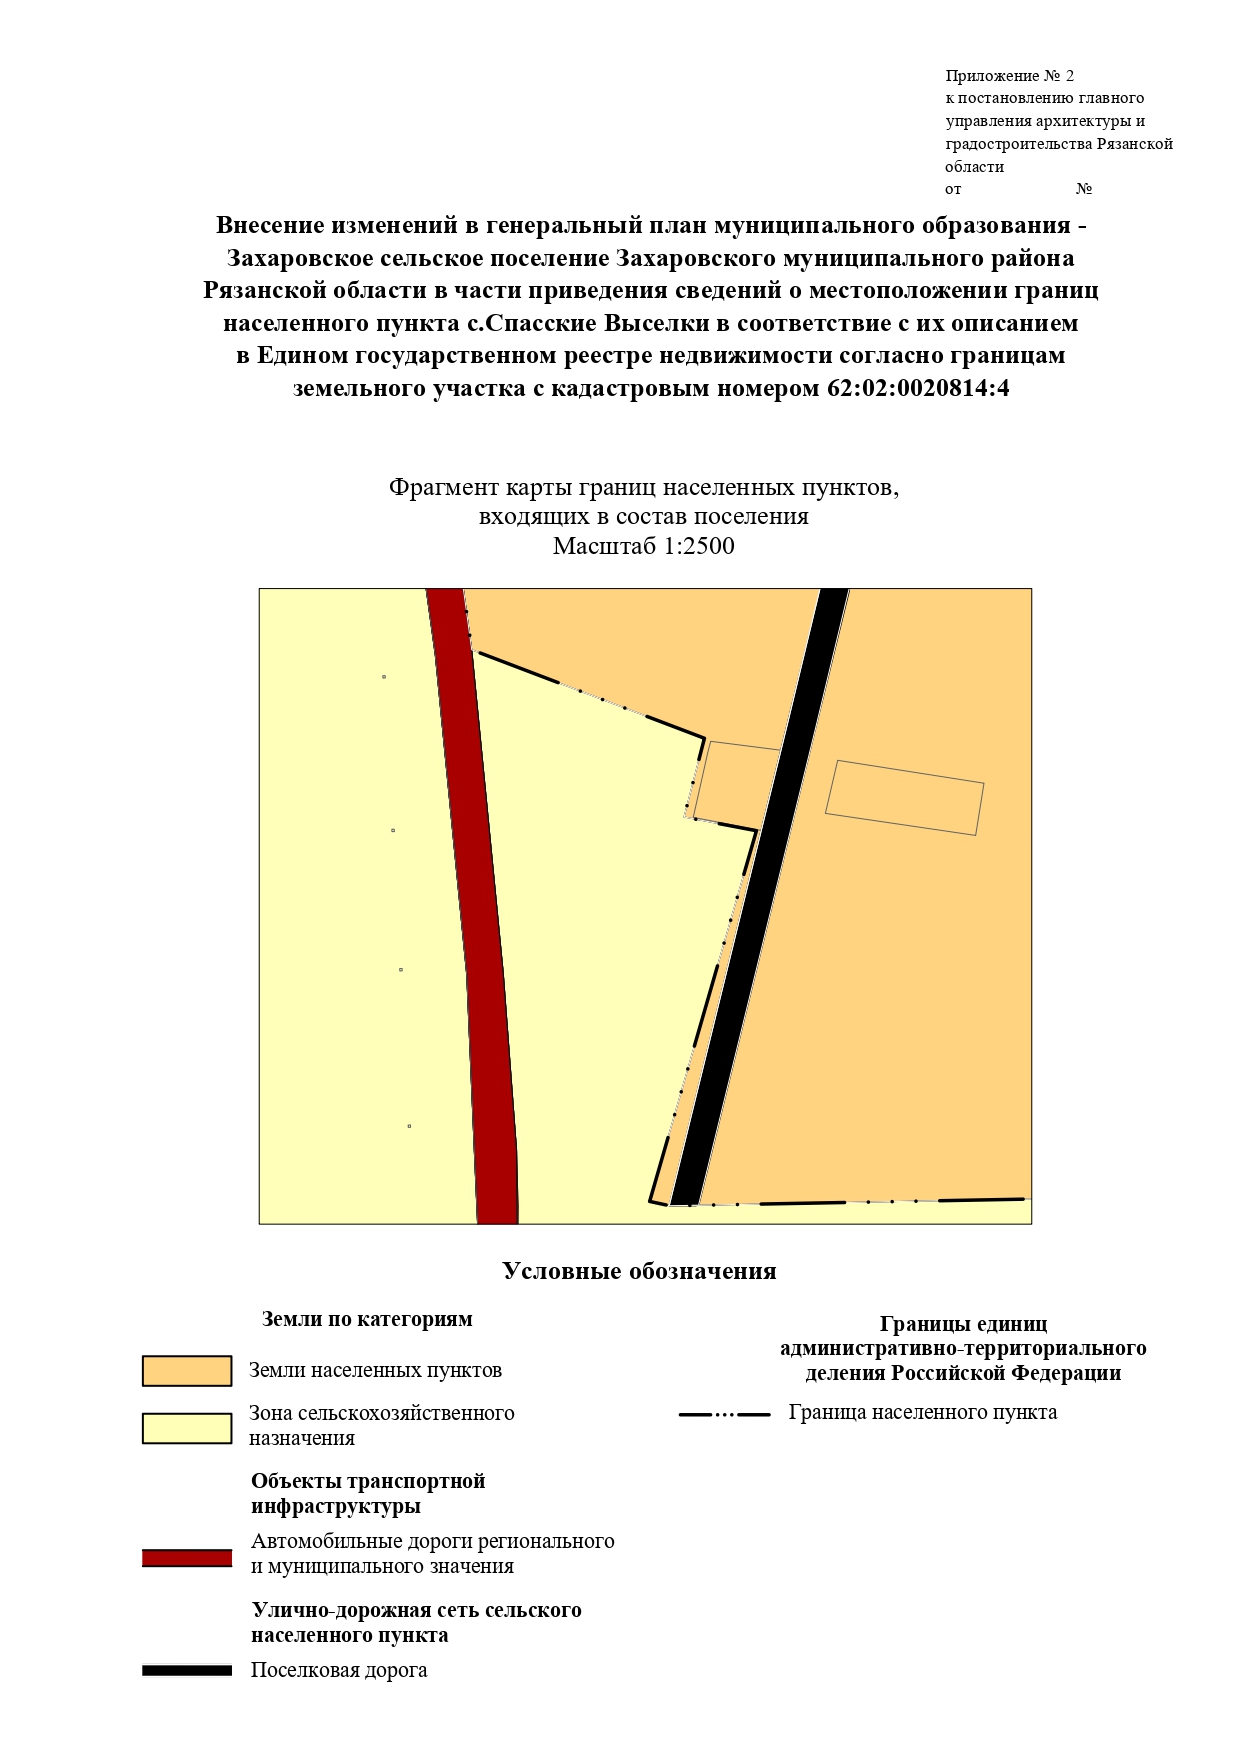 Приложение № 2
к постановлению главного
управления архитектуры и
градостроительства Рязанской
области
от №
Внесение изменений в генеральный план муниципального образования -
Захаровское сельское поселение Захаровского муниципального района
Рязанской области в части приведения сведений о местоположении границ
населенного пункта с.Спасские Выселки в соответствие с их описанием
в Едином государственном реестре недвижимости согласно границам
земельного участка с кадастровым номером 62:02:0020814:4
Фрагмент карты границ населенных пунктов,
входящих в состав поселения
Масштаб 1:2500
Условные обозначения
Земли по категориям
Земли населенных пунктов
Зона сельскохозяйственного
назначения
Объекты транспортной
инфраструктуры
Автомобильные дороги регионального
и муниципального значения
Улично-дорожная сеть сельского
населенного пункта
Поселковая дорога
Границы единиц
административно-территориального
деления Российской Федерации
Граница населенного пункта